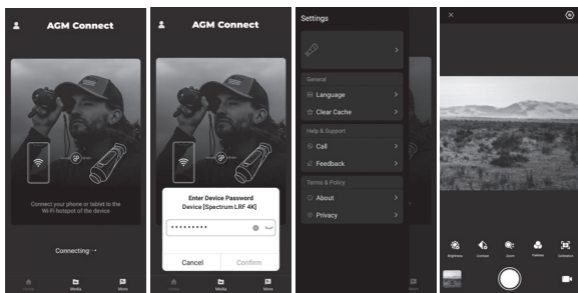 AGM Connect
Connect your phone or tablet to the
Wi-Fi hotspot of the device
Connecting→
Home
Media
More
AGM Connect
Enter Device Password
Device [Spectrum LRF 4K]
Cancel
Confirm
Home
Media
More
Settings
General
Language
Clear Cache
Help & Support
Call
Feedback
Terms & Policy
About
Privacy
Brightness
Contrast
Zoom
Palettes
Calibration